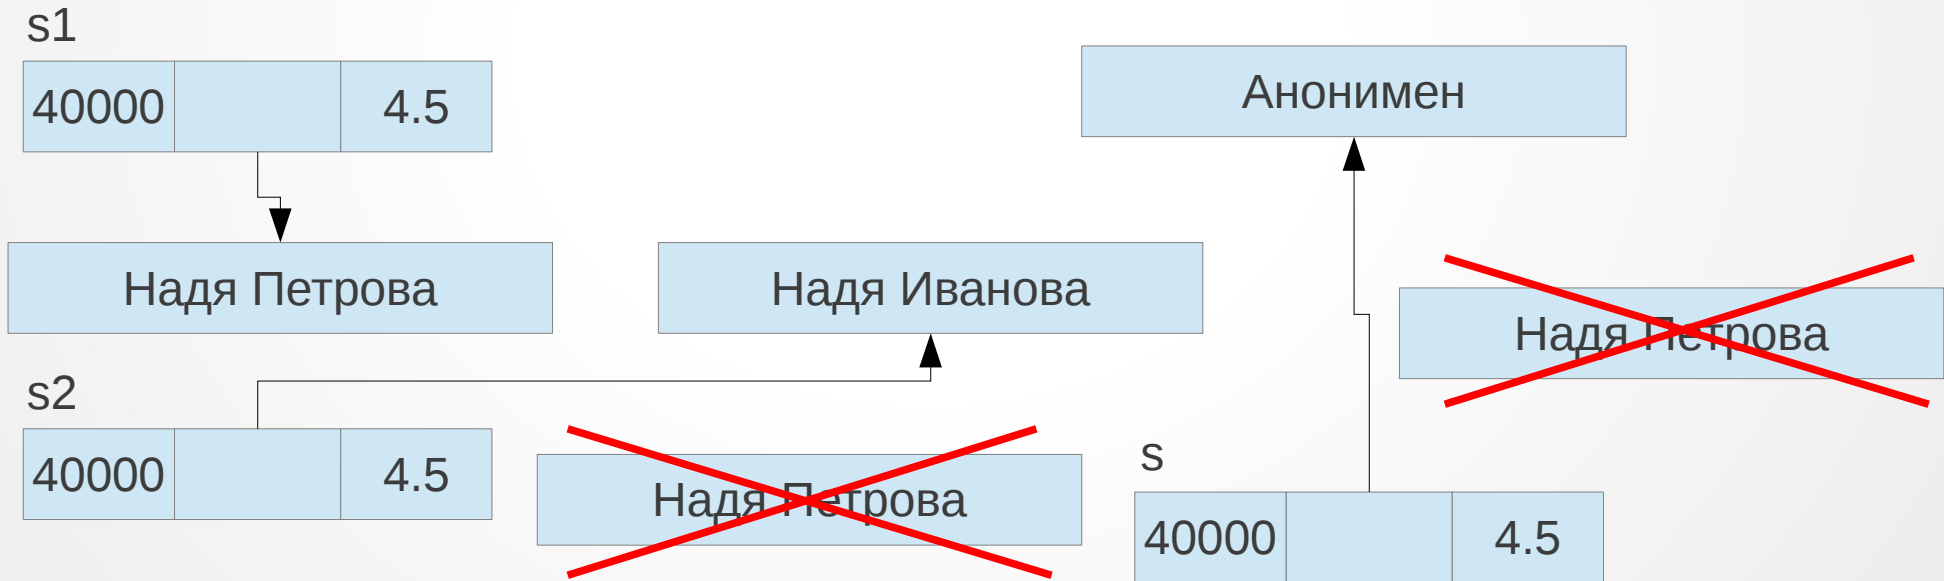 s1
40000 4.5
Анонимен
Надя Петрова
Надя Иванова
Надя Петрова
s2
40000 4.5
Надя Петрова
s
40000 4.5